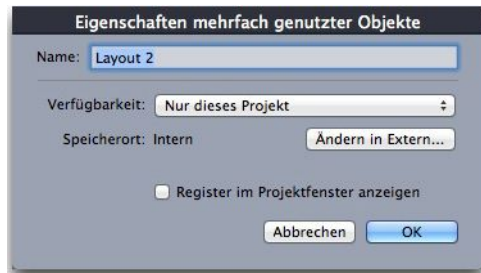 Eigenschaften mehrfach genutzter Objekte
Name: Layout 2
Verfügbarkeit: Nur dieses Projekt
Speicherort: Intern Ändern in Extern...
Register im Projektfenster anzeigen
Abbrechen OK